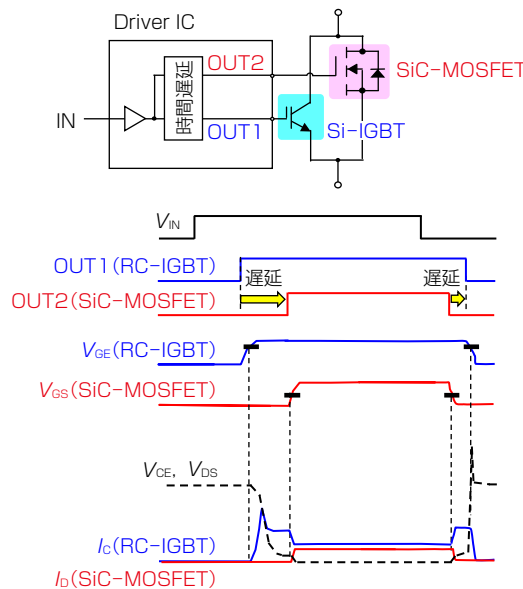 Driver IC
OUT2
SiC-MOSFET
時間遅延
IN
OUT1
Si-IGBT
VIN
OUT1(RC-IGBT)
遅延
遅延
OUT2(SiC-MOSFET)
VGE(RC-IGBT)
VGS(SiC-MOSFET)
VCE, VDS
IC(RC-IGBT)
ID(SiC-MOSFET)